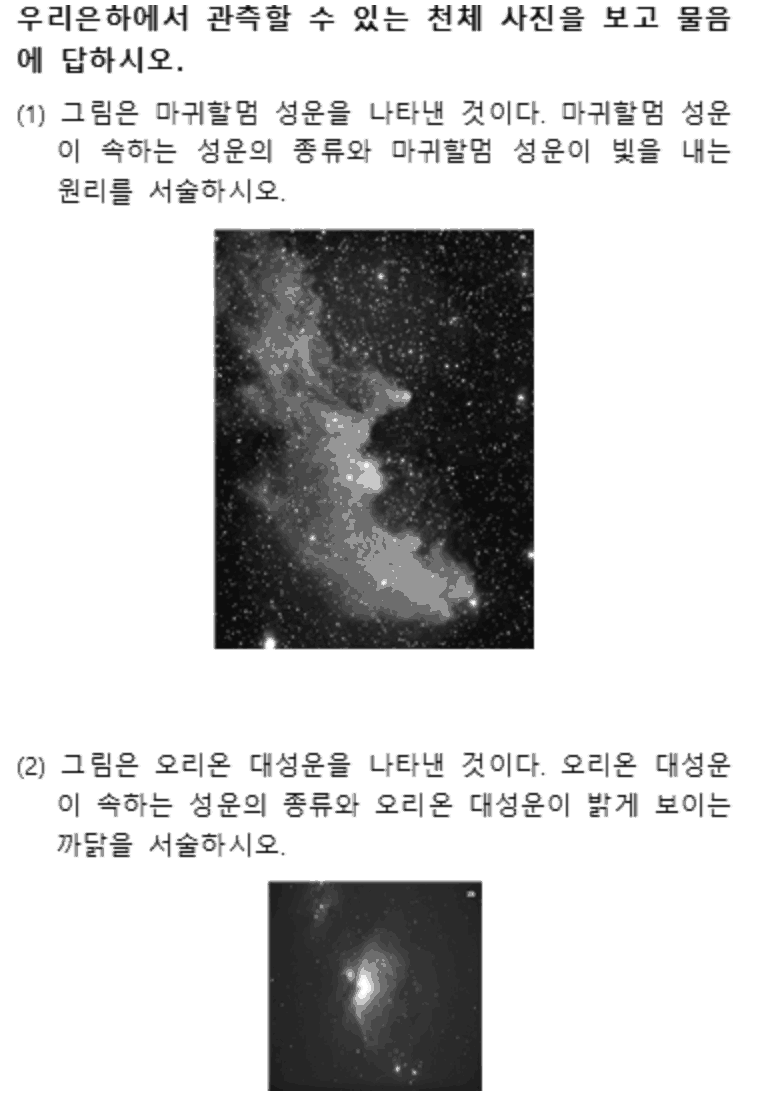 우리은하에서 관측할 수 있는 천체 사진을 보고 물음
에 답하시오.
(1) 그림은 마귀할멈 성운을 나타낸 것이다. 마귀할멈 성운
이 속하는 성운의 종류와 마귀할멈 성운이 빛을 내는
원리를 서술하시오.
(2) 그림은 오리온 대성운을 나타낸 것이다. 오리온 대성운
이 속하는 성운의 종류와 오리온 대성운이 밝게 보이는
까닭을 서술하시오.